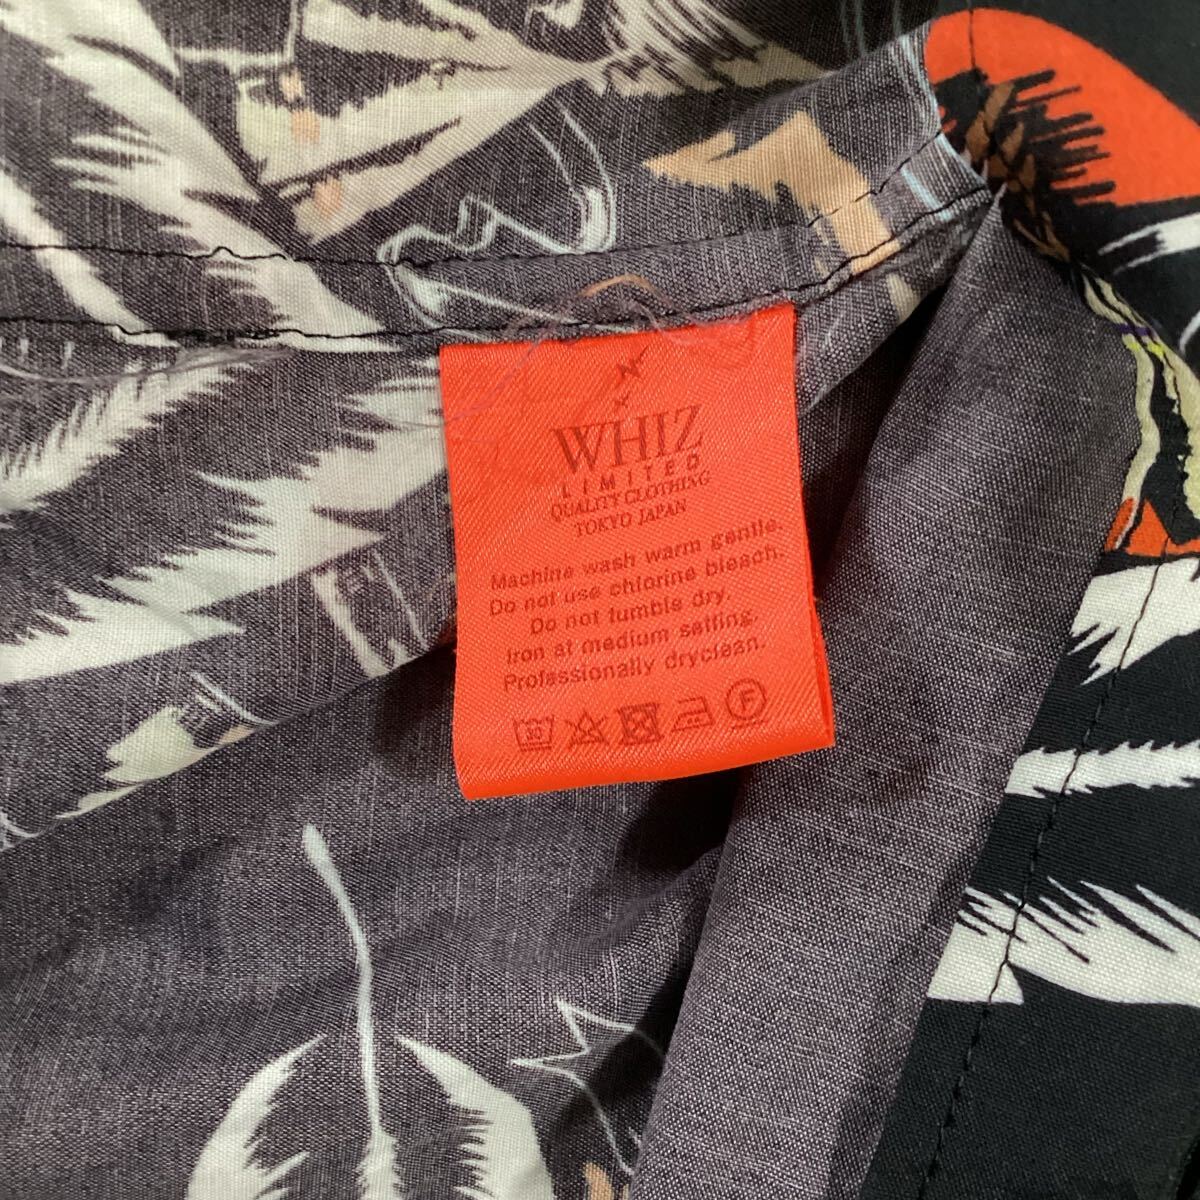 WHIZ
LIMITED
QUALITY CLOTHING
TOKYO JAPAN
Machine wash warm gentle.
Do not use chlorine bleach.
Do not tumble dry.
Iron at medium setting.
Professionally dryclean.
30
F